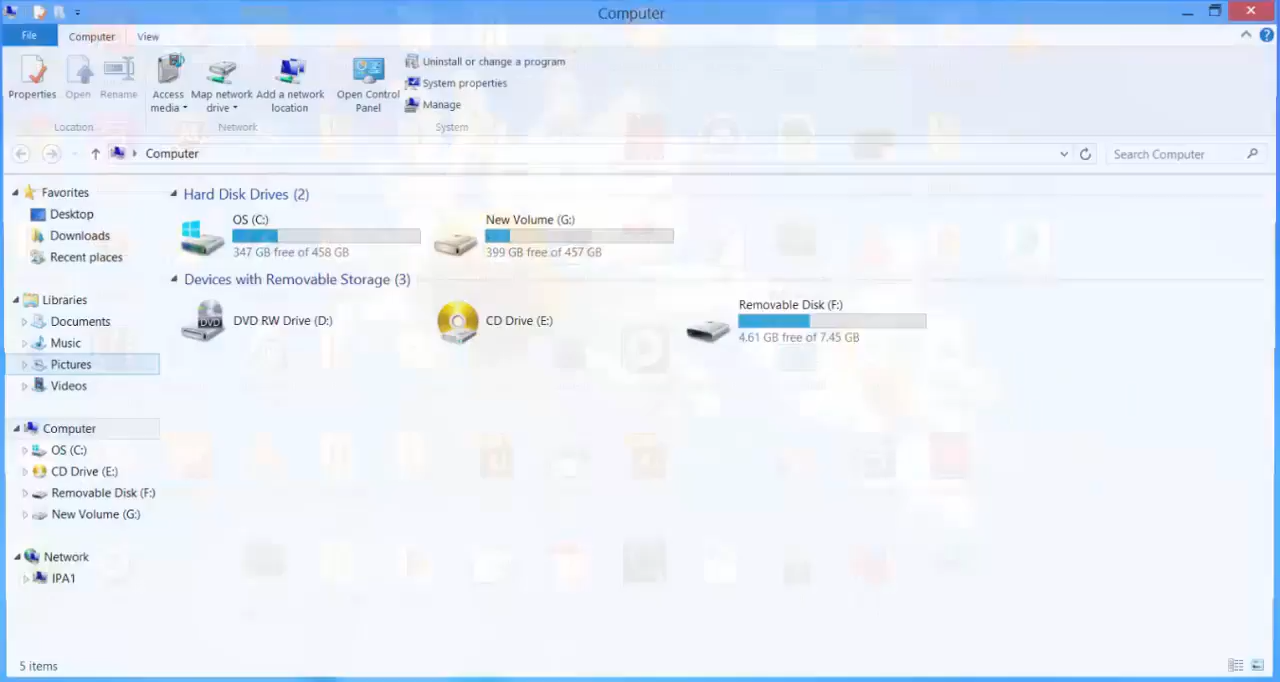 Computer
File
Computer
View
Properties
Open
Rename
Access media
Map network drive
Add a network location
Open Control Panel
Uninstall or change a program
System properties
Manage
Location
Network
System
Computer
Search Computer
Favorites
Desktop
Downloads
Recent places
Libraries
Documents
Music
Pictures
Videos
Computer
OS (C:)
CD Drive (E:)
Removable Disk (F:)
New Volume (G:)
Network
IPA1
Hard Disk Drives (2)
OS (C:)
347 GB free of 458 GB
New Volume (G:)
399 GB free of 457 GB
Devices with Removable Storage (3)
DVD
DVD RW Drive (D:)
CD Drive (E:)
Removable Disk (F:)
4.61 GB free of 7.45 GB
5 items